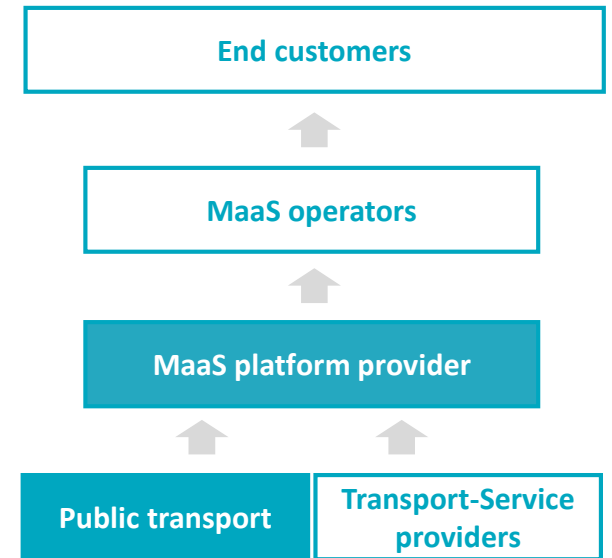 End customers
MaaS operators
MaaS platform provider
Public transport
Transport-Service
providers